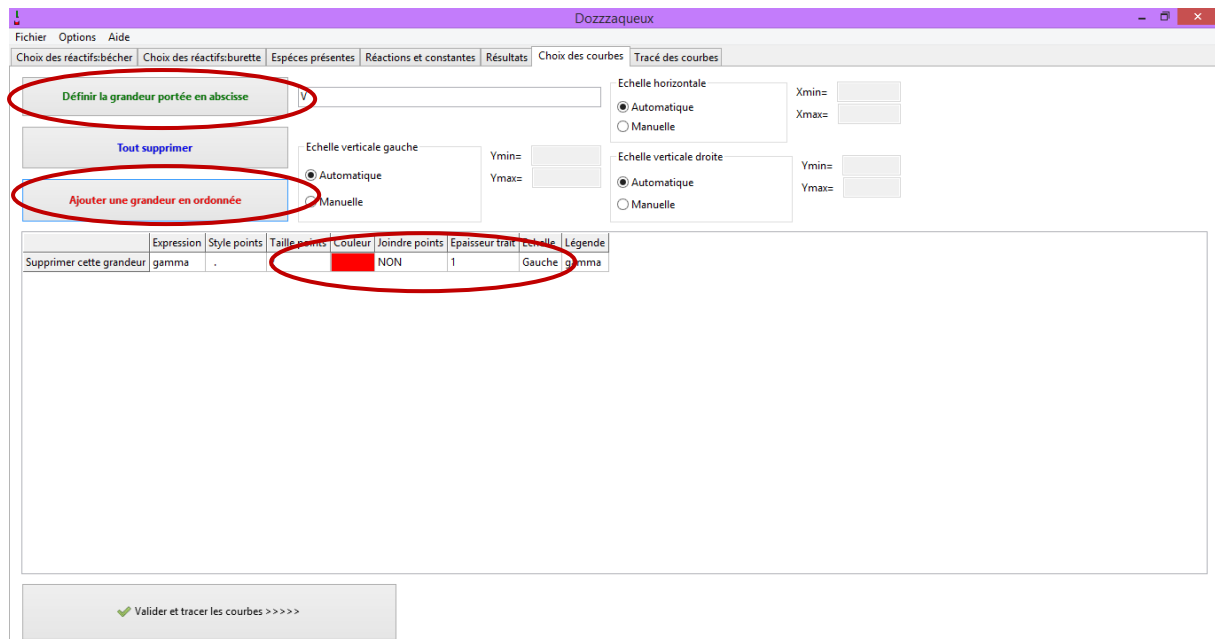 Dozzzaqueux
Fichier Options Aide
Choix des réactifs:bécher Choix des réactifs:burette Espéces présentes Réactions et constantes Résultats Choix des courbes Tracé des courbes
Définir la grandeur portée en abscisse
V
Echelle horizontale
Automatique
Manuelle
Xmin=
Xmax=
Tout supprimer
Echelle verticale gauche
Automatique
Manuelle
Ymin=
Ymax=
Echelle verticale droite
Automatique
Manuelle
Ymin=
Ymax=
Ajouter une grandeur en ordonnée
Expression Style points Taille points Couleur Joindre points Epaisseur trait Echelle Légende
Supprimer cette grandeur gamma . NON 1 Gauche gamma
Valider et tracer les courbes >>>>>